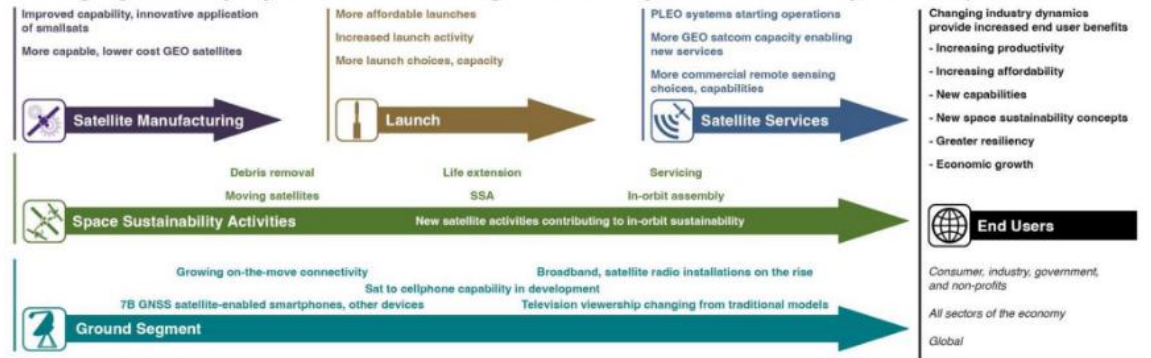 Improved capability, innovative application
of smallsats
More capable, lower cost GEO satellites
Satellite Manufacturing
More affordable launches
Increased launch activity
More launch choices, capacity
Launch
PLEO systems starting operations
More GEO satcom capacity enabling
new services
More commercial remote sensing
choices, capabilities
Satellite Services
Debris removal
Life extension
Servicing
Moving satellites
SSA
In-orbit assembly
Space Sustainability Activities
New satellite activities contributing to in-orbit sustainability
Growing on-the-move connectivity
Broadband, satellite radio installations on the rise
Sat to cellphone capability in development
7B GNSS satellite-enabled smartphones, other devices
Television viewership changing from traditional models
Ground Segment
Changing industry dynamics
provide increased end user benefits
- Increasing productivity
- Increasing affordability
- New capabilities
- New space sustainability concepts
- Greater resiliency
- Economic growth
End Users
Consumer, industry, government,
and non-profits
All sectors of the economy
Global